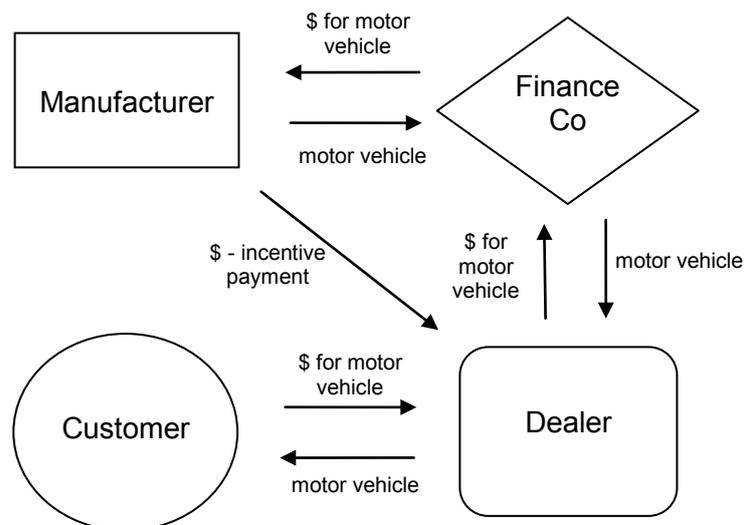 $ for motor
vehicle
Manufacturer
Finance
Co
motor vehicle
$ - incentive
payment
$ for
motor
vehicle
motor vehicle
$ for motor
vehicle
Customer
Dealer
motor vehicle